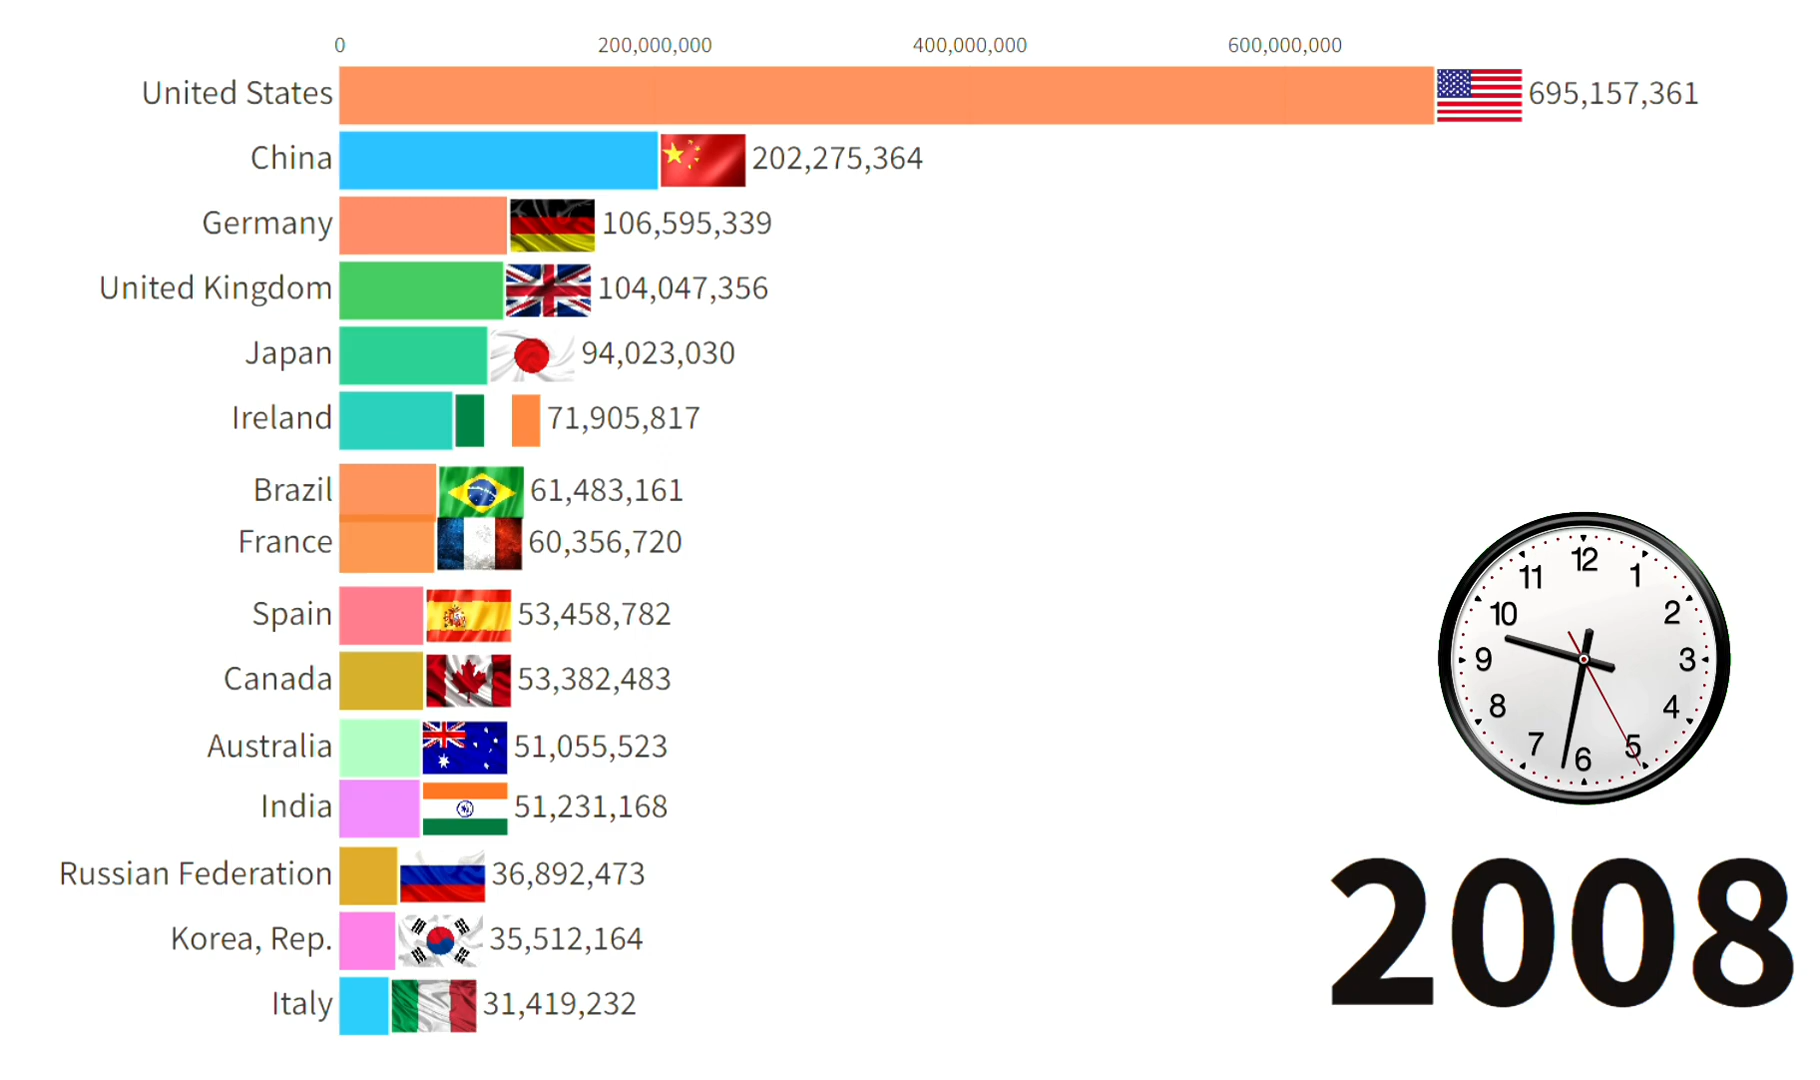 0 200,000,000 400,000,000 600,000,000
United States 695,157,361
China 202,275,364
Germany 106,595,339
United Kingdom 104,047,356
Japan 94,023,030
Ireland 71,905,817
Brazil 61,483,161
France 60,356,720
Spain 53,458,782
Canada 53,382,483
Australia 51,055,523
India 51,231,168
Russian Federation 36,892,473
Korea, Rep. 35,512,164
Italy 31,419,232
12
11 1
10 2
9 3
8 4
7 5
6
2008